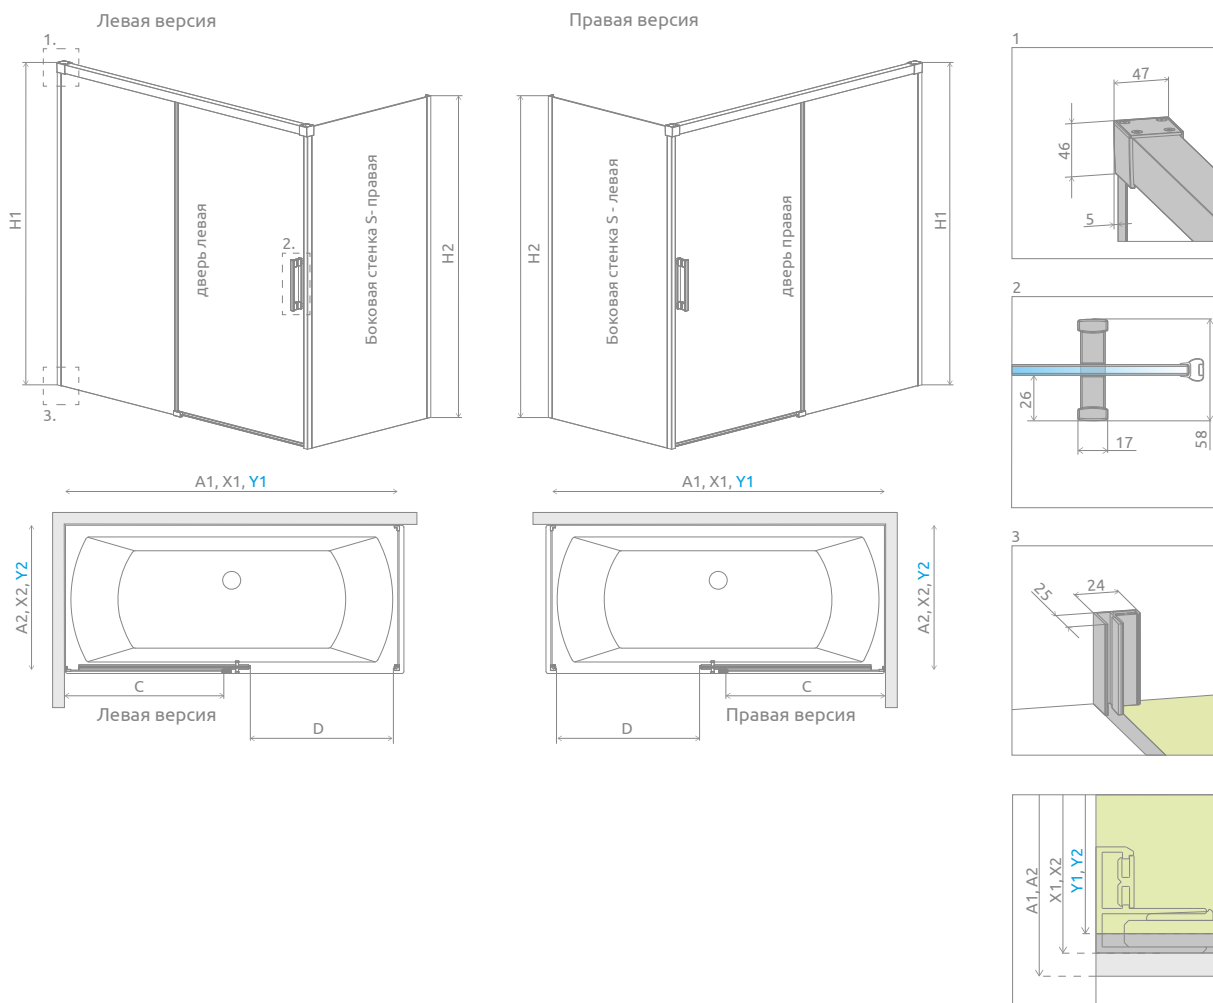 Левая версия
Правая версия
1.
H1
дверь левая
2.
Боковая стенка S- правая
H2
3.
H2
Боковая стенка S - левая
дверь правая
H1
A1, X1, Y1
A2, X2, Y2
C
Левая версия
D
A1, X1, Y1
A2, X2, Y2
C
Правая версия
D
1
47
46
5
2
26
17
58
3
25
24
A1, A2
X1, X2
Y1, Y2